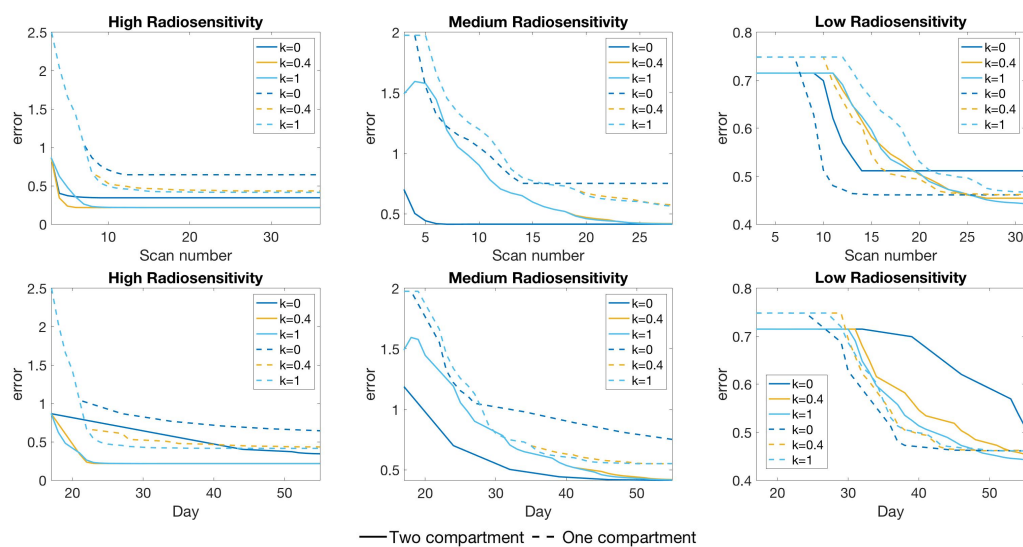 High Radiosensitivity
2.5
2
1.5
1
0.5
0
error
10
20
30
Scan number
k=0
k=0.4
k=1
k=0
k=0.4
k=1
Medium Radiosensitivity
2
1.5
1
0.5
error
5
10
15
20
25
Scan number
k=0
k=0.4
k=1
k=0
k=0.4
k=1
Low Radiosensitivity
0.8
0.7
0.6
0.5
0.4
error
5
10
15
20
25
30
Scan number
k=0
k=0.4
k=1
k=0
k=0.4
k=1
High Radiosensitivity
2.5
2
1.5
1
0.5
0
error
20
30
40
50
Day
k=0
k=0.4
k=1
k=0
k=0.4
k=1
Medium Radiosensitivity
2
1.5
1
0.5
error
20
30
40
50
Day
k=0
k=0.4
k=1
k=0
k=0.4
k=1
Low Radiosensitivity
0.8
0.7
0.6
0.5
0.4
error
20
30
40
50
Day
k=0
k=0.4
k=1
k=0
k=0.4
k=1
Two compartment
One compartment